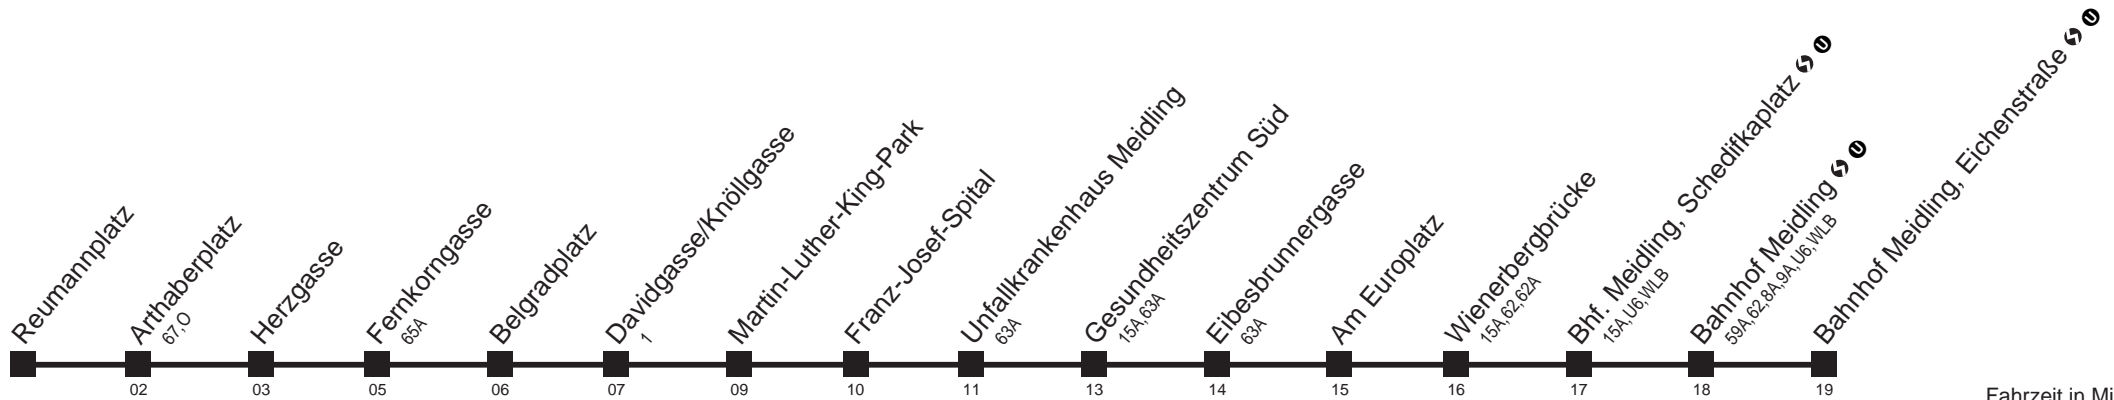 Reumannplatz
Arthaberplatz
67,O
Herzgasse
Fernkorngasse
65A
Belgradplatz
Davidgasse/Knöllgasse
1
Martin-Luther-King-Park
Franz-Josef-Spital
Unfallkrankenhaus Meidling
63A
Gesundheitszentrum Süd
15A,63A
Eibesbrunnergasse
63A
Am Europlatz
Wienerbergbrücke
15A,62,62A
Bhf. Meidling, Schedifkaplatz
U
15A,U6,WLB
Bahnhof Meidling
U
59A,62,8A,9A,U6,WLB
Bahnhof Meidling, Eichenstraße
U
02 03 05 06 07 09 10 11 13 14 15 16 17 18 19
Fahrzeit in Mi